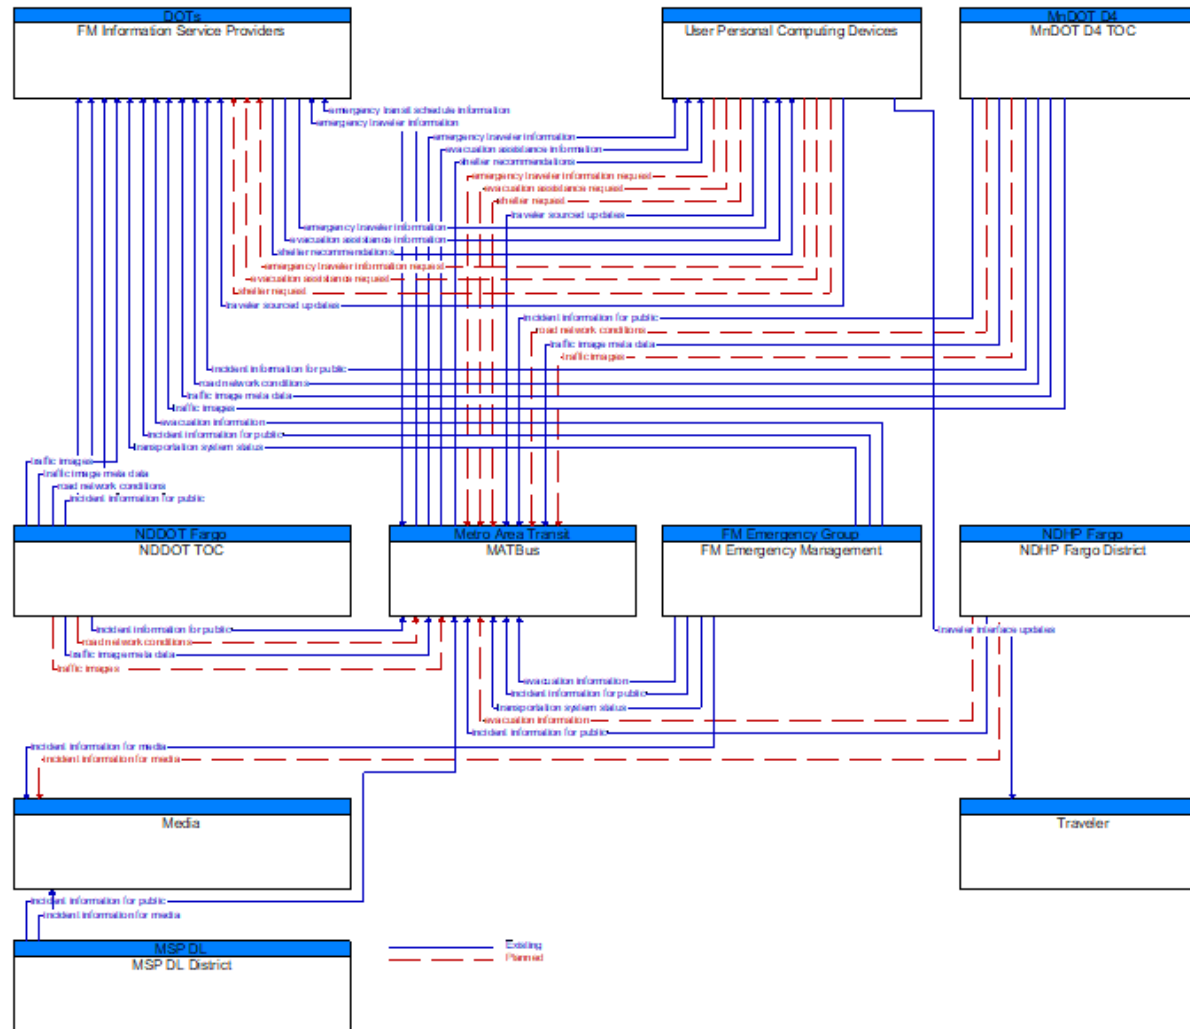 DOTs
FM Information Service Providers
User Personal Computing Devices
MnDOT D4
MnDOT D4 TOC
emergency transit schedule information
emergency traveler information
emergency traveler information
evacuation assistance information
shelter recommendations
emergency traveler information request
evacuation assistance request
shelter request
traveler sourced updates
emergency traveler information
evacuation assistance information
shelter recommendations
emergency traveler information request
evacuation assistance request
shelter request
traveler sourced updates
incident information for public
road network conditions
traffic image meta data
traffic images
incident information for public
road network conditions
traffic image meta data
traffic images
evacuation information
incident information for public
transportation system status
traffic images
traffic image meta data
road network conditions
incident information for public
NDDOT Fargo
NDDOT TOC
Metro Area Transit
MATBus
FM Emergency Group
FM Emergency Management
NDHP Fargo
NDHP Fargo District
incident information for public
road network conditions
traffic image meta data
traffic images
traveler interface updates
evacuation information
incident information for public
transportation system status
evacuation information
incident information for public
incident information for media
incident information for media
Media
Traveler
incident information for public
incident information for media
MSP DL
MSP DL District
Existing
Planned